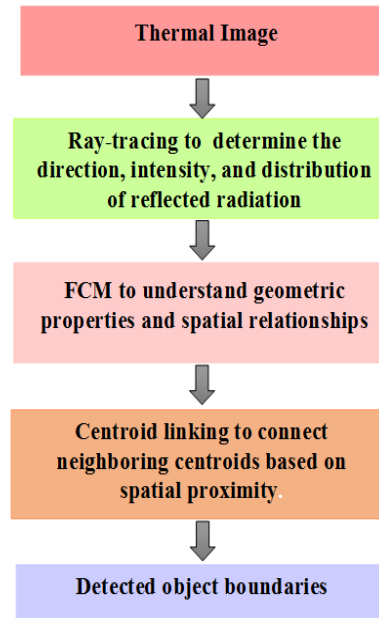 Thermal Image
Ray-tracing to determine the
direction, intensity, and distribution
of reflected radiation
FCM to understand geometric
properties and spatial relationships
Centroid linking to connect
neighboring centroids based on
spatial proximity.
Detected object boundaries